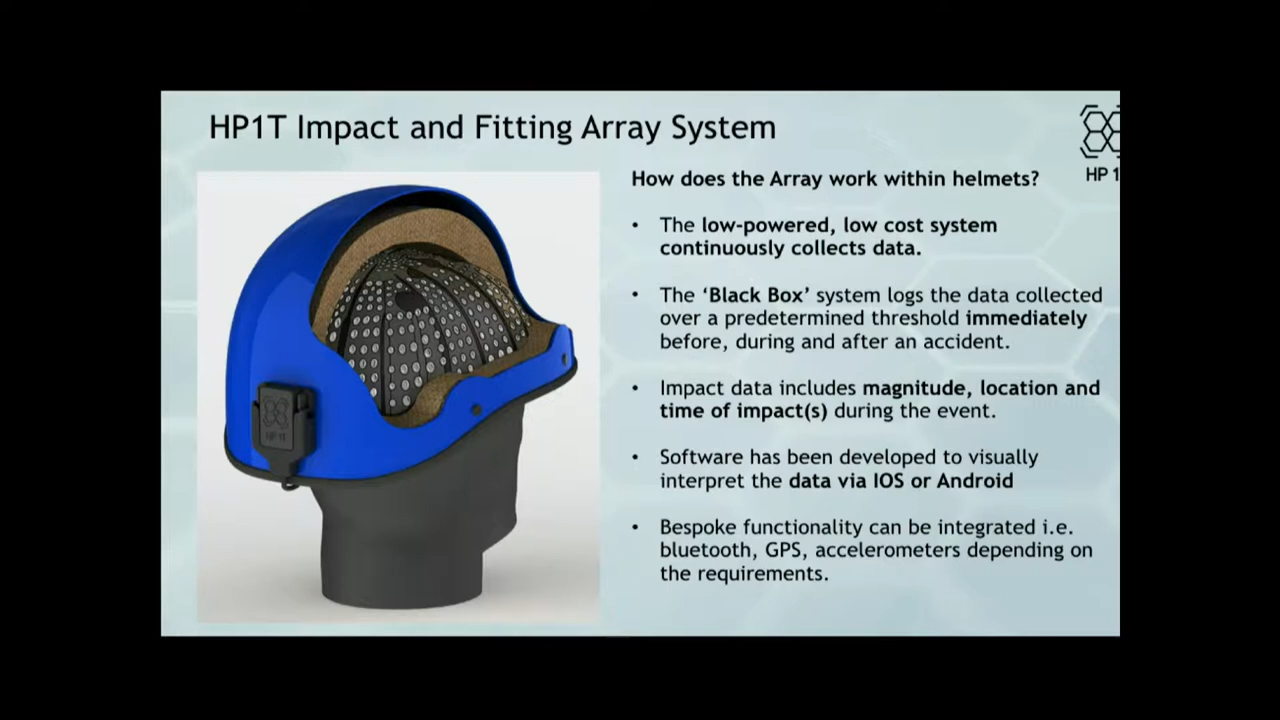 HP1T Impact and Fitting Array System
HP 1
How does the Array work within helmets?
• The low-powered, low cost system
continuously collects data.
• The ‘Black Box’ system logs the data collected
over a predetermined threshold immediately
before, during and after an accident.
• Impact data includes magnitude, location and
time of impact(s) during the event.
• Software has been developed to visually
interpret the data via IOS or Android
• Bespoke functionality can be integrated i.e.
bluetooth, GPS, accelerometers depending on
the requirements.
HP1T